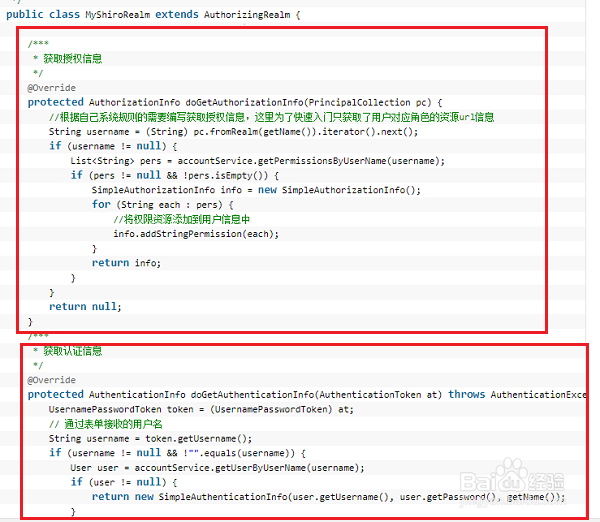 */
public class MyShiroRealm extends AuthorizingRealm {
/***
* 获取授权信息
*/
@Override
protected AuthorizationInfo doGetAuthorizationInfo(PrincipalCollection pc) {
//根据自己系统规则的需要编写获取授权信息，这里为了快速入门只获取了用户对应角色的资源url信息
String username = (String) pc.fromRealm(getName()).iterator().next();
if (username != null) {
List<String> pers = accountService.getPermissionsByUserName(username);
if (pers != null && !pers.isEmpty()) {
SimpleAuthorizationInfo info = new SimpleAuthorizationInfo();
for (String each : pers) {
//将权限资源添加到用户信息中
info.addStringPermission(each);
}
return info;
}
}
return null;
}
/***
* 获取认证信息
*/
@Override
protected AuthenticationInfo doGetAuthenticationInfo(AuthenticationToken at) throws AuthenticationExce
UsernamePasswordToken token = (UsernamePasswordToken) at;
// 通过表单接收的用户名
String username = token.getUsername();
if (username != null && !"".equals(username)) {
User user = accountService.getUserByUserName(username);
if (user != null) {
return new SimpleAuthenticationInfo(user.getUsername(), user.getPassword(), getName());
}
Baidu 经验